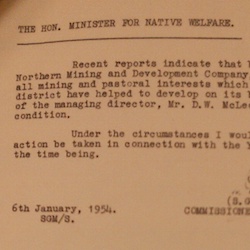 THE HON. MINISTER FOR NATIVE WELFARE.
Recent reports indicate that
Northern Mining and Development Company
all mining and pastoral interests which
district have helped to develop on its
of the managing director, Mr. D.W. McLe
condition.
Under the circumstances I woul
action be taken in connection with the
the time being.
(S.G
6th January, 1954.
COMMISSIONE
SGM/S.